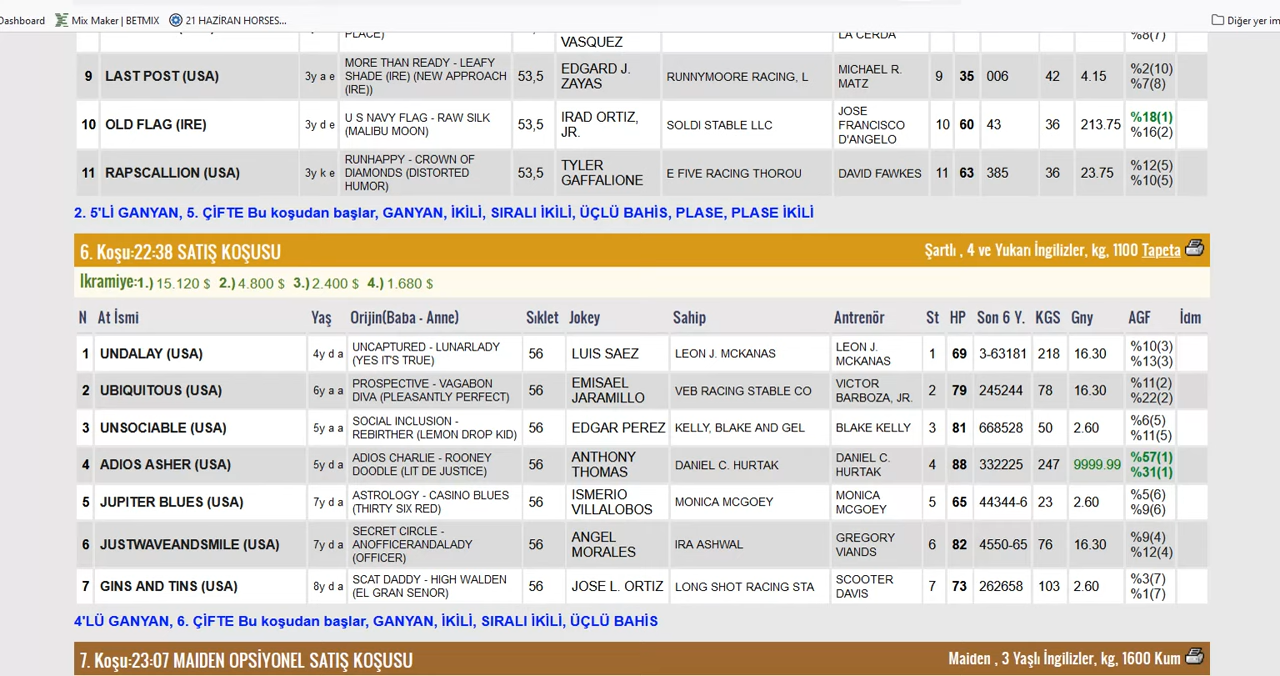 Dashboard Mix Maker | BETMIX 21 HAZİRAN HORSES... Diğer yer im
PLACE) VASQUEZ LA CERDA %8(7)
9 LAST POST (USA) 3y a e MORE THAN READY - LEAFY SHADE (IRE) (NEW APPROACH (IRE)) 53,5 EDGARD J. ZAYAS RUNNYMOORE RACING, L MICHAEL R. MATZ 9 35 006 42 4.15 %2(10) %7(8)
10 OLD FLAG (IRE) 3y d e U S NAVY FLAG - RAW SILK (MALIBU MOON) 53,5 IRAD ORTIZ, JR. SOLDI STABLE LLC JOSE FRANCISCO D'ANGELO 10 60 43 36 213.75 %18(1) %16(2)
11 RAPSCALLION (USA) 3y k e RUNHAPPY - CROWN OF DIAMONDS (DISTORTED HUMOR) 53,5 TYLER GAFFALIONE E FIVE RACING THOROU DAVID FAWKES 11 63 385 36 23.75 %12(5) %10(5)
2. 5'Lİ GANYAN, 5. ÇİFTE Bu koşudan başlar, GANYAN, İKİLİ, SIRALI İKİLİ, ÜÇLÜ BAHİS, PLASE, PLASE İKİLİ
6. Koşu:22:38 SATIŞ KOŞUSU Şartlı , 4 ve Yukarı İngilizler, kg, 1100 Tapeta
Ikramiye:1.) 15.120 $ 2.) 4.800 $ 3.) 2.400 $ 4.) 1.680 $
N At İsmi Yaş Orijin(Baba - Anne) Sıklet Jokey Sahip Antrenör St HP Son 6 Y. KGS Gny AGF İdm
1 UNDALAY (USA) 4y d a UNCAPTURED - LUNARLADY (YES IT'S TRUE) 56 LUIS SAEZ LEON J. MCKANAS LEON J. MCKANAS 1 69 3-63181 218 16.30 %10(3) %13(3)
2 UBIQUITOUS (USA) 6y a a PROSPECTIVE - VAGABON DIVA (PLEASANTLY PERFECT) 56 EMISAEL JARAMILLO VEB RACING STABLE CO VICTOR BARBOZA, JR. 2 79 245244 78 16.30 %11(2) %22(2)
3 UNSOCIABLE (USA) 5y a a SOCIAL INCLUSION - REBIRTHER (LEMON DROP KID) 56 EDGAR PEREZ KELLY, BLAKE AND GEL BLAKE KELLY 3 81 668528 50 2.60 %6(5) %11(5)
4 ADIOS ASHER (USA) 5y d a ADIOS CHARLIE - ROONEY DOODLE (LIT DE JUSTICE) 56 ANTHONY THOMAS DANIEL C. HURTAK DANIEL C. HURTAK 4 88 332225 247 9999.99 %57(1) %31(1)
5 JUPITER BLUES (USA) 7y d a ASTROLOGY - CASINO BLUES (THIRTY SIX RED) 56 ISMERIO VILLALOBOS MONICA MCGOEY MONICA MCGOEY 5 65 44344-6 23 2.60 %5(6) %9(6)
6 JUSTWAVEANDSMILE (USA) 7y d a SECRET CIRCLE - ANOFFICERANDALADY (OFFICER) 56 ANGEL MORALES IRA ASHWAL GREGORY VIANDS 6 82 4550-65 76 16.30 %9(4) %12(4)
7 GINS AND TINS (USA) 8y d a SCAT DADDY - HIGH WALDEN (EL GRAN SENOR) 56 JOSE L. ORTIZ LONG SHOT RACING STA SCOOTER DAVIS 7 73 262658 103 2.60 %3(7) %1(7)
4'LÜ GANYAN, 6. ÇİFTE Bu koşudan başlar, GANYAN, İKİLİ, SIRALI İKİLİ, ÜÇLÜ BAHİS
7. Koşu:23:07 MAIDEN OPSİYONEL SATIŞ KOŞUSU Maiden , 3 Yaşlı İngilizler, kg, 1600 Kum